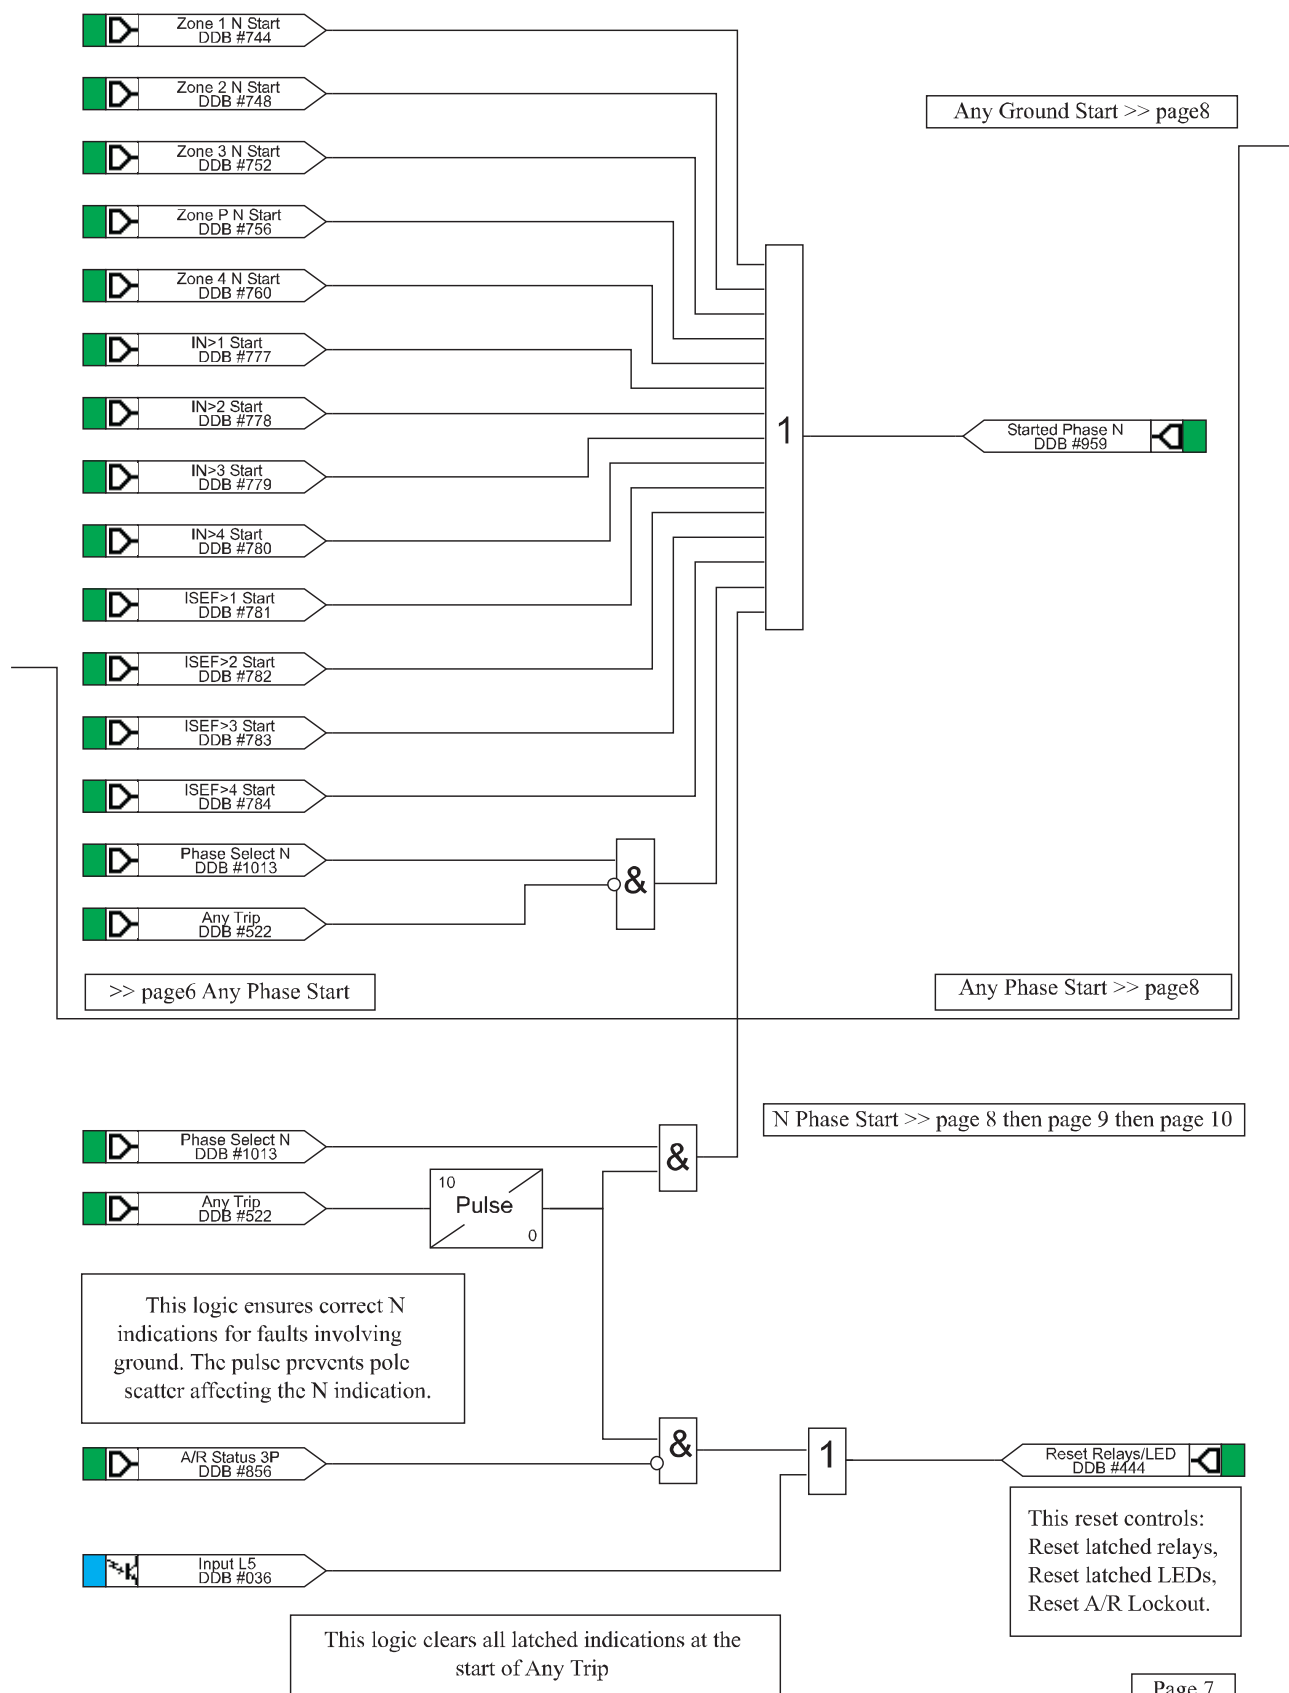 Zone 1 N Start
DDB #744
Zone 2 N Start
DDB #748
Any Ground Start >> page8
Zone 3 N Start
DDB #752
Zone P N Start
DDB #756
Zone 4 N Start
DDB #760
IN>1 Start
DDB #777
IN>2 Start
DDB #778
1
Started Phase N
DDB #959
IN>3 Start
DDB #779
IN>4 Start
DDB #780
ISEF>1 Start
DDB #781
ISEF>2 Start
DDB #782
ISEF>3 Start
DDB #783
ISEF>4 Start
DDB #784
Phase Select N
DDB #1013
&
Any Trip
DDB #522
>> page6 Any Phase Start
Any Phase Start >> page8
N Phase Start >> page 8 then page 9 then page 10
Phase Select N
DDB #1013
&
Any Trip
DDB #522
10
Pulse
0
This logic ensures correct N
indications for faults involving
ground. The pulse prevents pole
scatter affecting the N indication.
A/R Status 3P
DDB #856
&
1
Reset Relays/LED
DDB #444
This reset controls:
Reset latched relays,
Reset latched LEDs,
Reset A/R Lockout.
Input L5
DDB #036
This logic clears all latched indications at the
start of Any Trip
Page 7